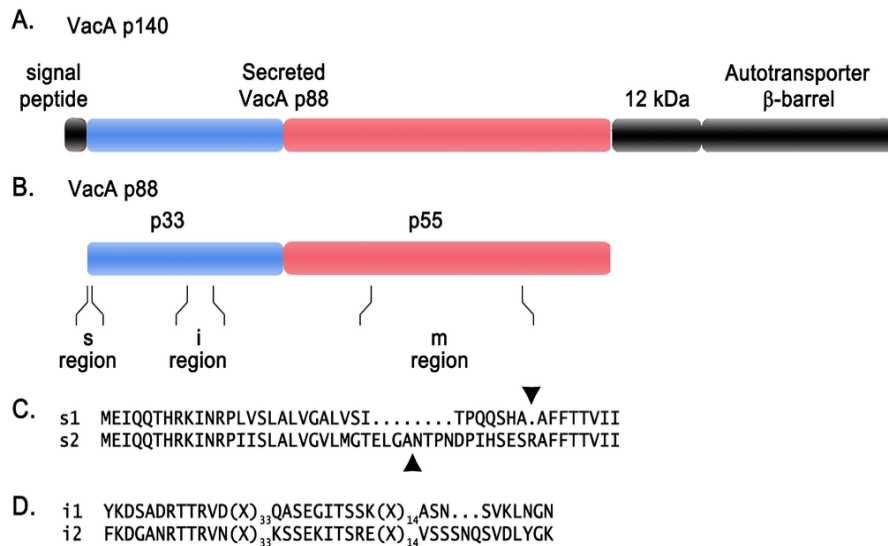 A. VacA p140
signal peptide
Secreted VacA p88
12 kDa
Autotransporter β-barrel
B. VacA p88
p33
p55
s region
i region
m region
C. s1 MEIQQTHRKINRPLVSLALVGALVSI........TPQQSHA.AFFTTVII
s2 MEIQQTHRKINRPIISLALVGVLMGTELGANTPNDPIHSESRAFFTTVII
D. i1 YKDSADRTTRVD(X)33QASEGITSSK(X)14ASN...SVKLNGN
i2 FKDGANRTTRVN(X)33KSSEKITSRE(X)14VSSSNQSVDLYGK